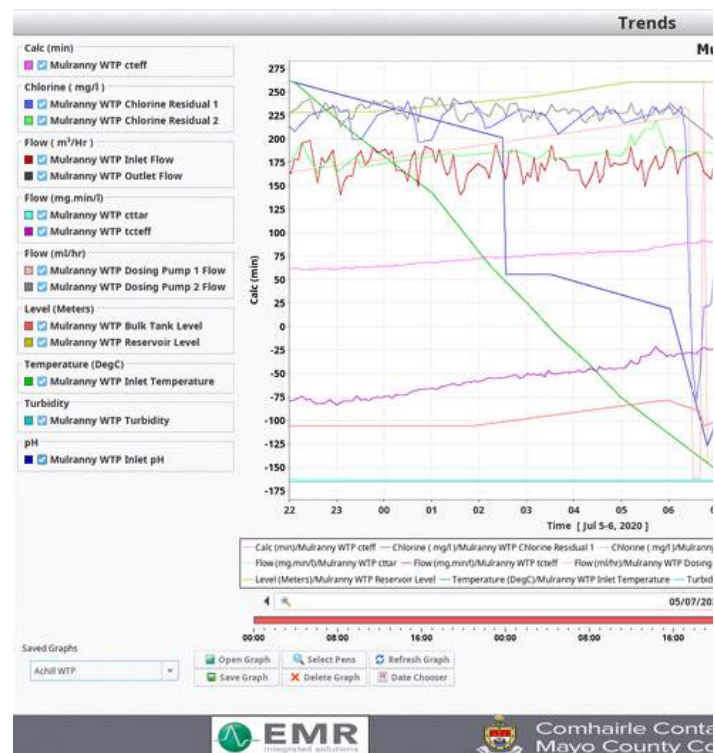 Trends
Calc (min)
Mulranny WTP cteff
Chlorine ( mg/l )
Mulranny WTP Chlorine Residual 1
Mulranny WTP Chlorine Residual 2
Flow ( m³/Hr )
Mulranny WTP Inlet Flow
Mulranny WTP Outlet Flow
Flow (mg.min/l)
Mulranny WTP cttar
Mulranny WTP tcteff
Flow (ml/hr)
Mulranny WTP Dosing Pump 1 Flow
Mulranny WTP Dosing Pump 2 Flow
Level (Meters)
Mulranny WTP Bulk Tank Level
Mulranny WTP Reservoir Level
Temperature (DegC)
Mulranny WTP Inlet Temperature
Turbidity
Mulranny WTP Turbidity
pH
Mulranny WTP Inlet pH
Mu
275
250
225
200
175
150
125
100
75
50
25
0
-25
-50
-75
-100
-125
-150
-175
Calc (min)
22 23 00 01 02 03 04 05 06
Time [ Jul 5-6, 2020 ]
Calc (min)/Mulranny WTP cteff Chlorine ( mg/l )/Mulranny WTP Chlorine Residual 1 Chlorine ( mg/l )/Mulranny
Flow (mg.min/l)/Mulranny WTP cttar Flow (mg.min/l)/Mulranny WTP tcteff Flow (ml/hr)/Mulranny WTP Dosing
Level (Meters)/Mulranny WTP Reservoir Level Temperature (DegC)/Mulranny WTP Inlet Temperature Turbid
05/07/20
00:00 08:00 16:00 00:00 08:00 16:00
Saved Graphs
Achill WTP
Open Graph Select Pens Refresh Graph
Save Graph Delete Graph Date Chooser
EMR
integrated solutions
Comhairle Conta
Mayo County Co